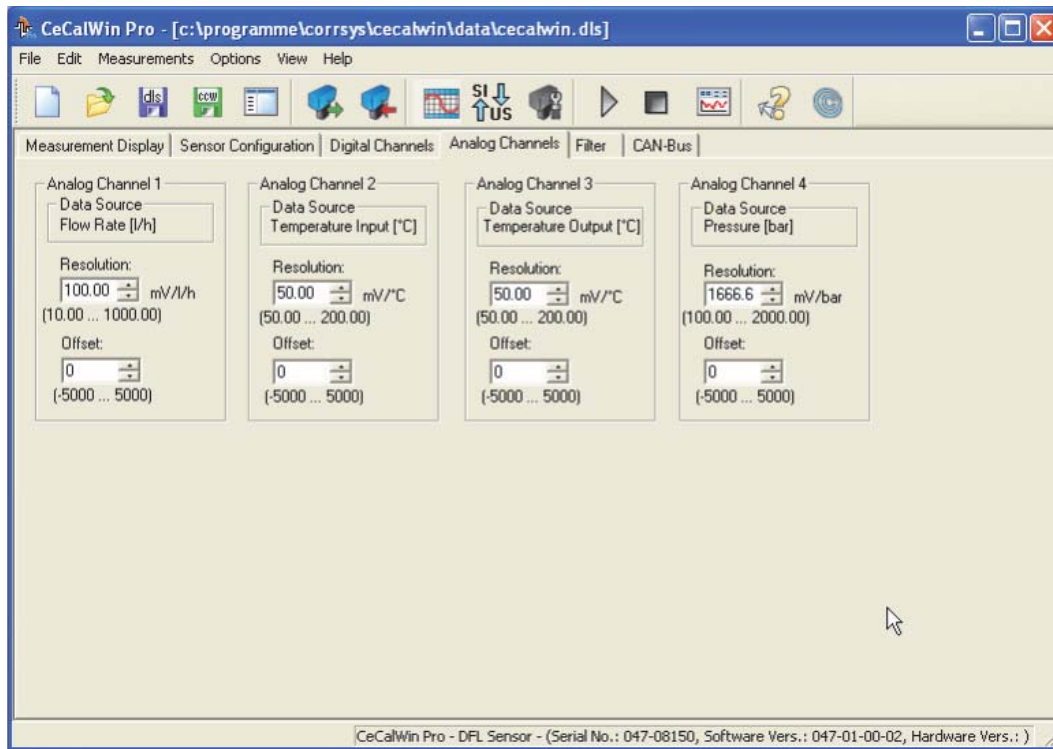 CeCalWin Pro - [c:\programme\corrsys\cecalwin\data\cecalwin.dls]
File Edit Measurements Options View Help
dls ccw SI US
Measurement Display Sensor Configuration Digital Channels Analog Channels Filter CAN-Bus
Analog Channel 1
Data Source
Flow Rate [l/h]
Resolution:
100.00 mV/l/h
(10.00 ... 1000.00)
Offset:
0
(-5000 ... 5000)
Analog Channel 2
Data Source
Temperature Input [°C]
Resolution:
50.00 mV/°C
(50.00 ... 200.00)
Offset:
0
(-5000 ... 5000)
Analog Channel 3
Data Source
Temperature Output [°C]
Resolution:
50.00 mV/°C
(50.00 ... 200.00)
Offset:
0
(-5000 ... 5000)
Analog Channel 4
Data Source
Pressure [bar]
Resolution:
1666.6 mV/bar
(100.00 ... 2000.00)
Offset:
0
(-5000 ... 5000)
CeCalWin Pro - DFL Sensor - (Serial No.: 047-08150, Software Vers.: 047-01-00-02, Hardware Vers.: )